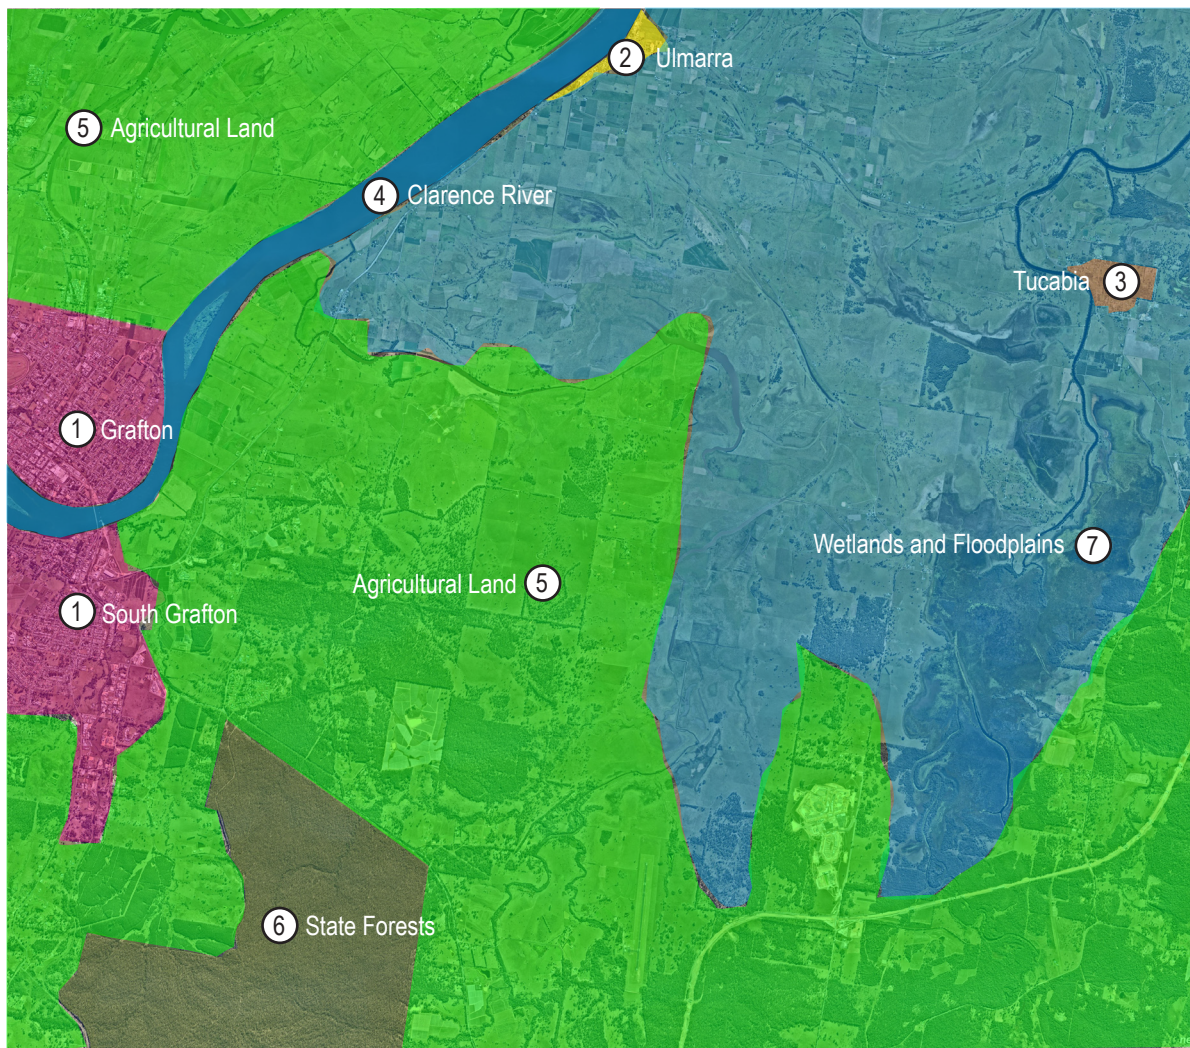 2 Ulmarra
5 Agricultural Land
4 Clarence River
Tucabia 3
1 Grafton
Wetlands and Floodplains 7
Agricultural Land 5
1 South Grafton
6 State Forests